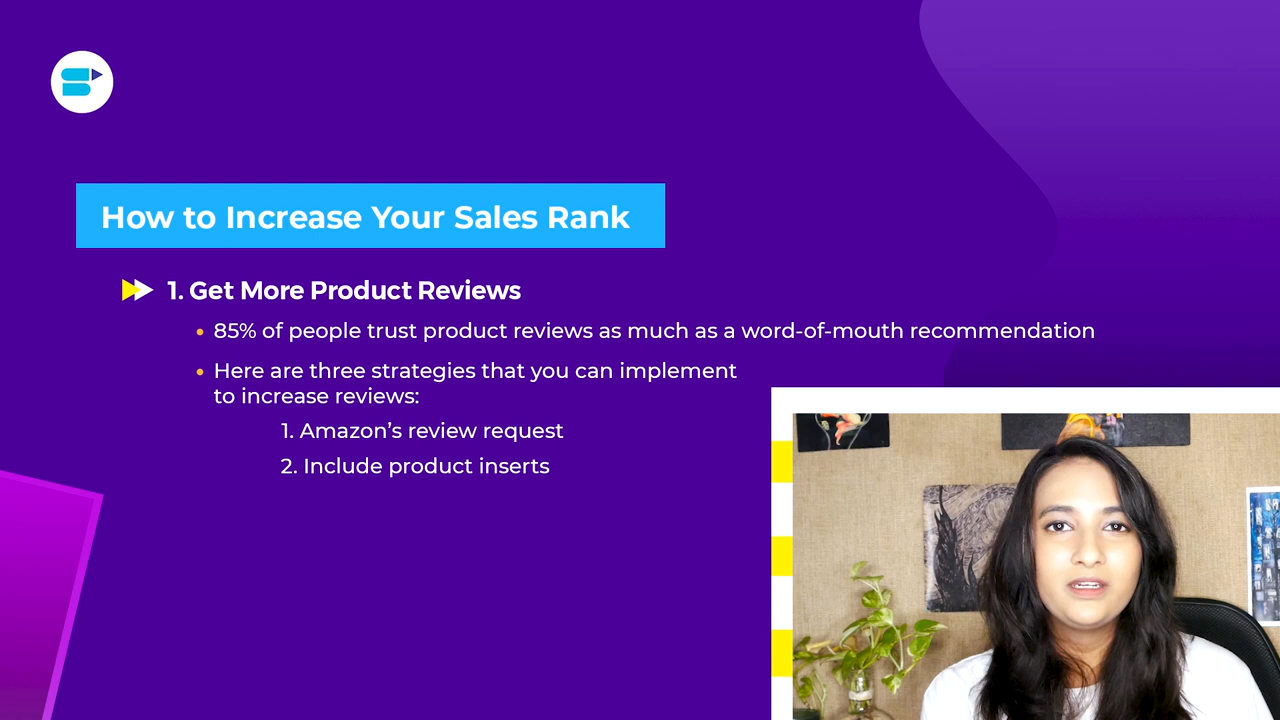 How to Increase Your Sales Rank
1. Get More Product Reviews
• 85% of people trust product reviews as much as a word-of-mouth recommendation
• Here are three strategies that you can implement
to increase reviews:
1. Amazon’s review request
2. Include product inserts